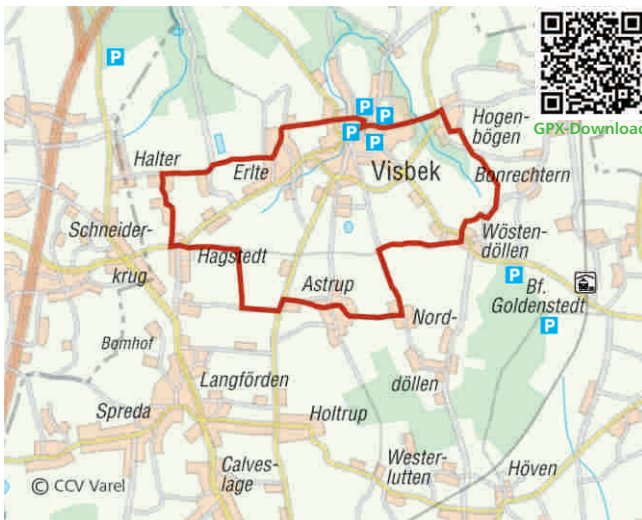 P
GPX-Download
P
P
P
P
Hogen-
bögen
Halter
Erlte
Visbek
Bonrechtern
Schneider-
krug
Hagstedt
Wösten-
döllen
Astrup
P
Bf.
Goldenstedt
P
Nord-
döllen
Bomhof
Langförden
Spreda
Holtrup
Wester-
lutten
Calves-
lage
Höven
© CCV Varel